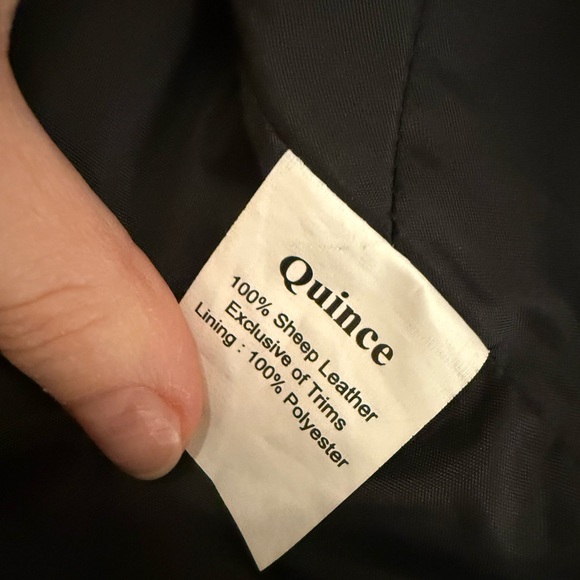 Quince
100% Sheep Leather
Exclusive of Trims
Lining : 100% Polyester